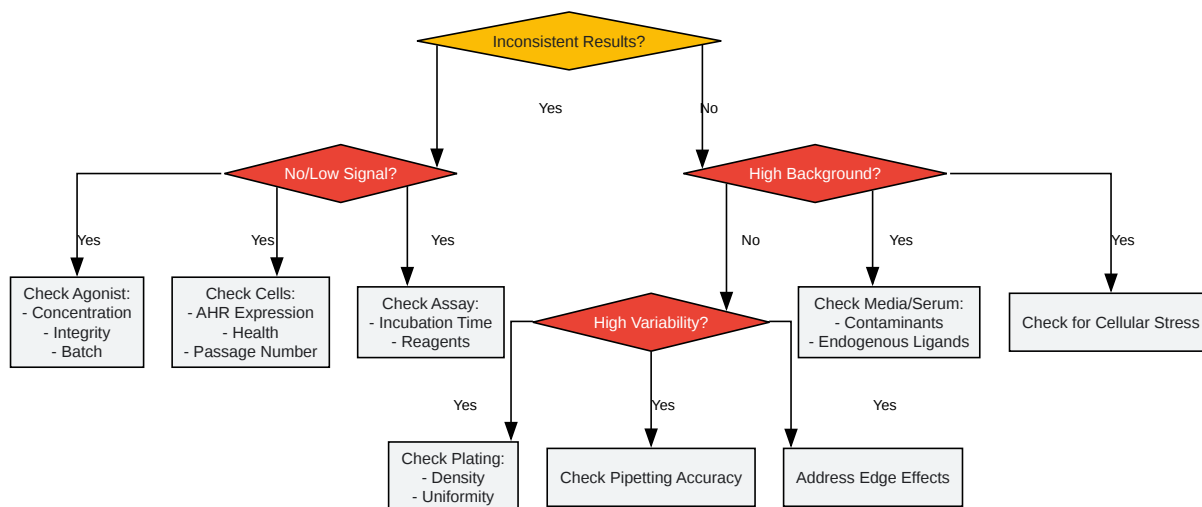 Inconsistent Results?
Yes
No
No/Low Signal?
High Background?
Yes
Yes
Yes
No
Yes
Yes
Check Agonist:
- Concentration
- Integrity
- Batch
Check Cells:
- AHR Expression
- Health
- Passage Number
Check Assay:
- Incubation Time
- Reagents
High Variability?
Check Media/Serum:
- Contaminants
- Endogenous Ligands
Check for Cellular Stress
Yes
Yes
Yes
Check Plating:
- Density
- Uniformity
Check Pipetting Accuracy
Address Edge Effects